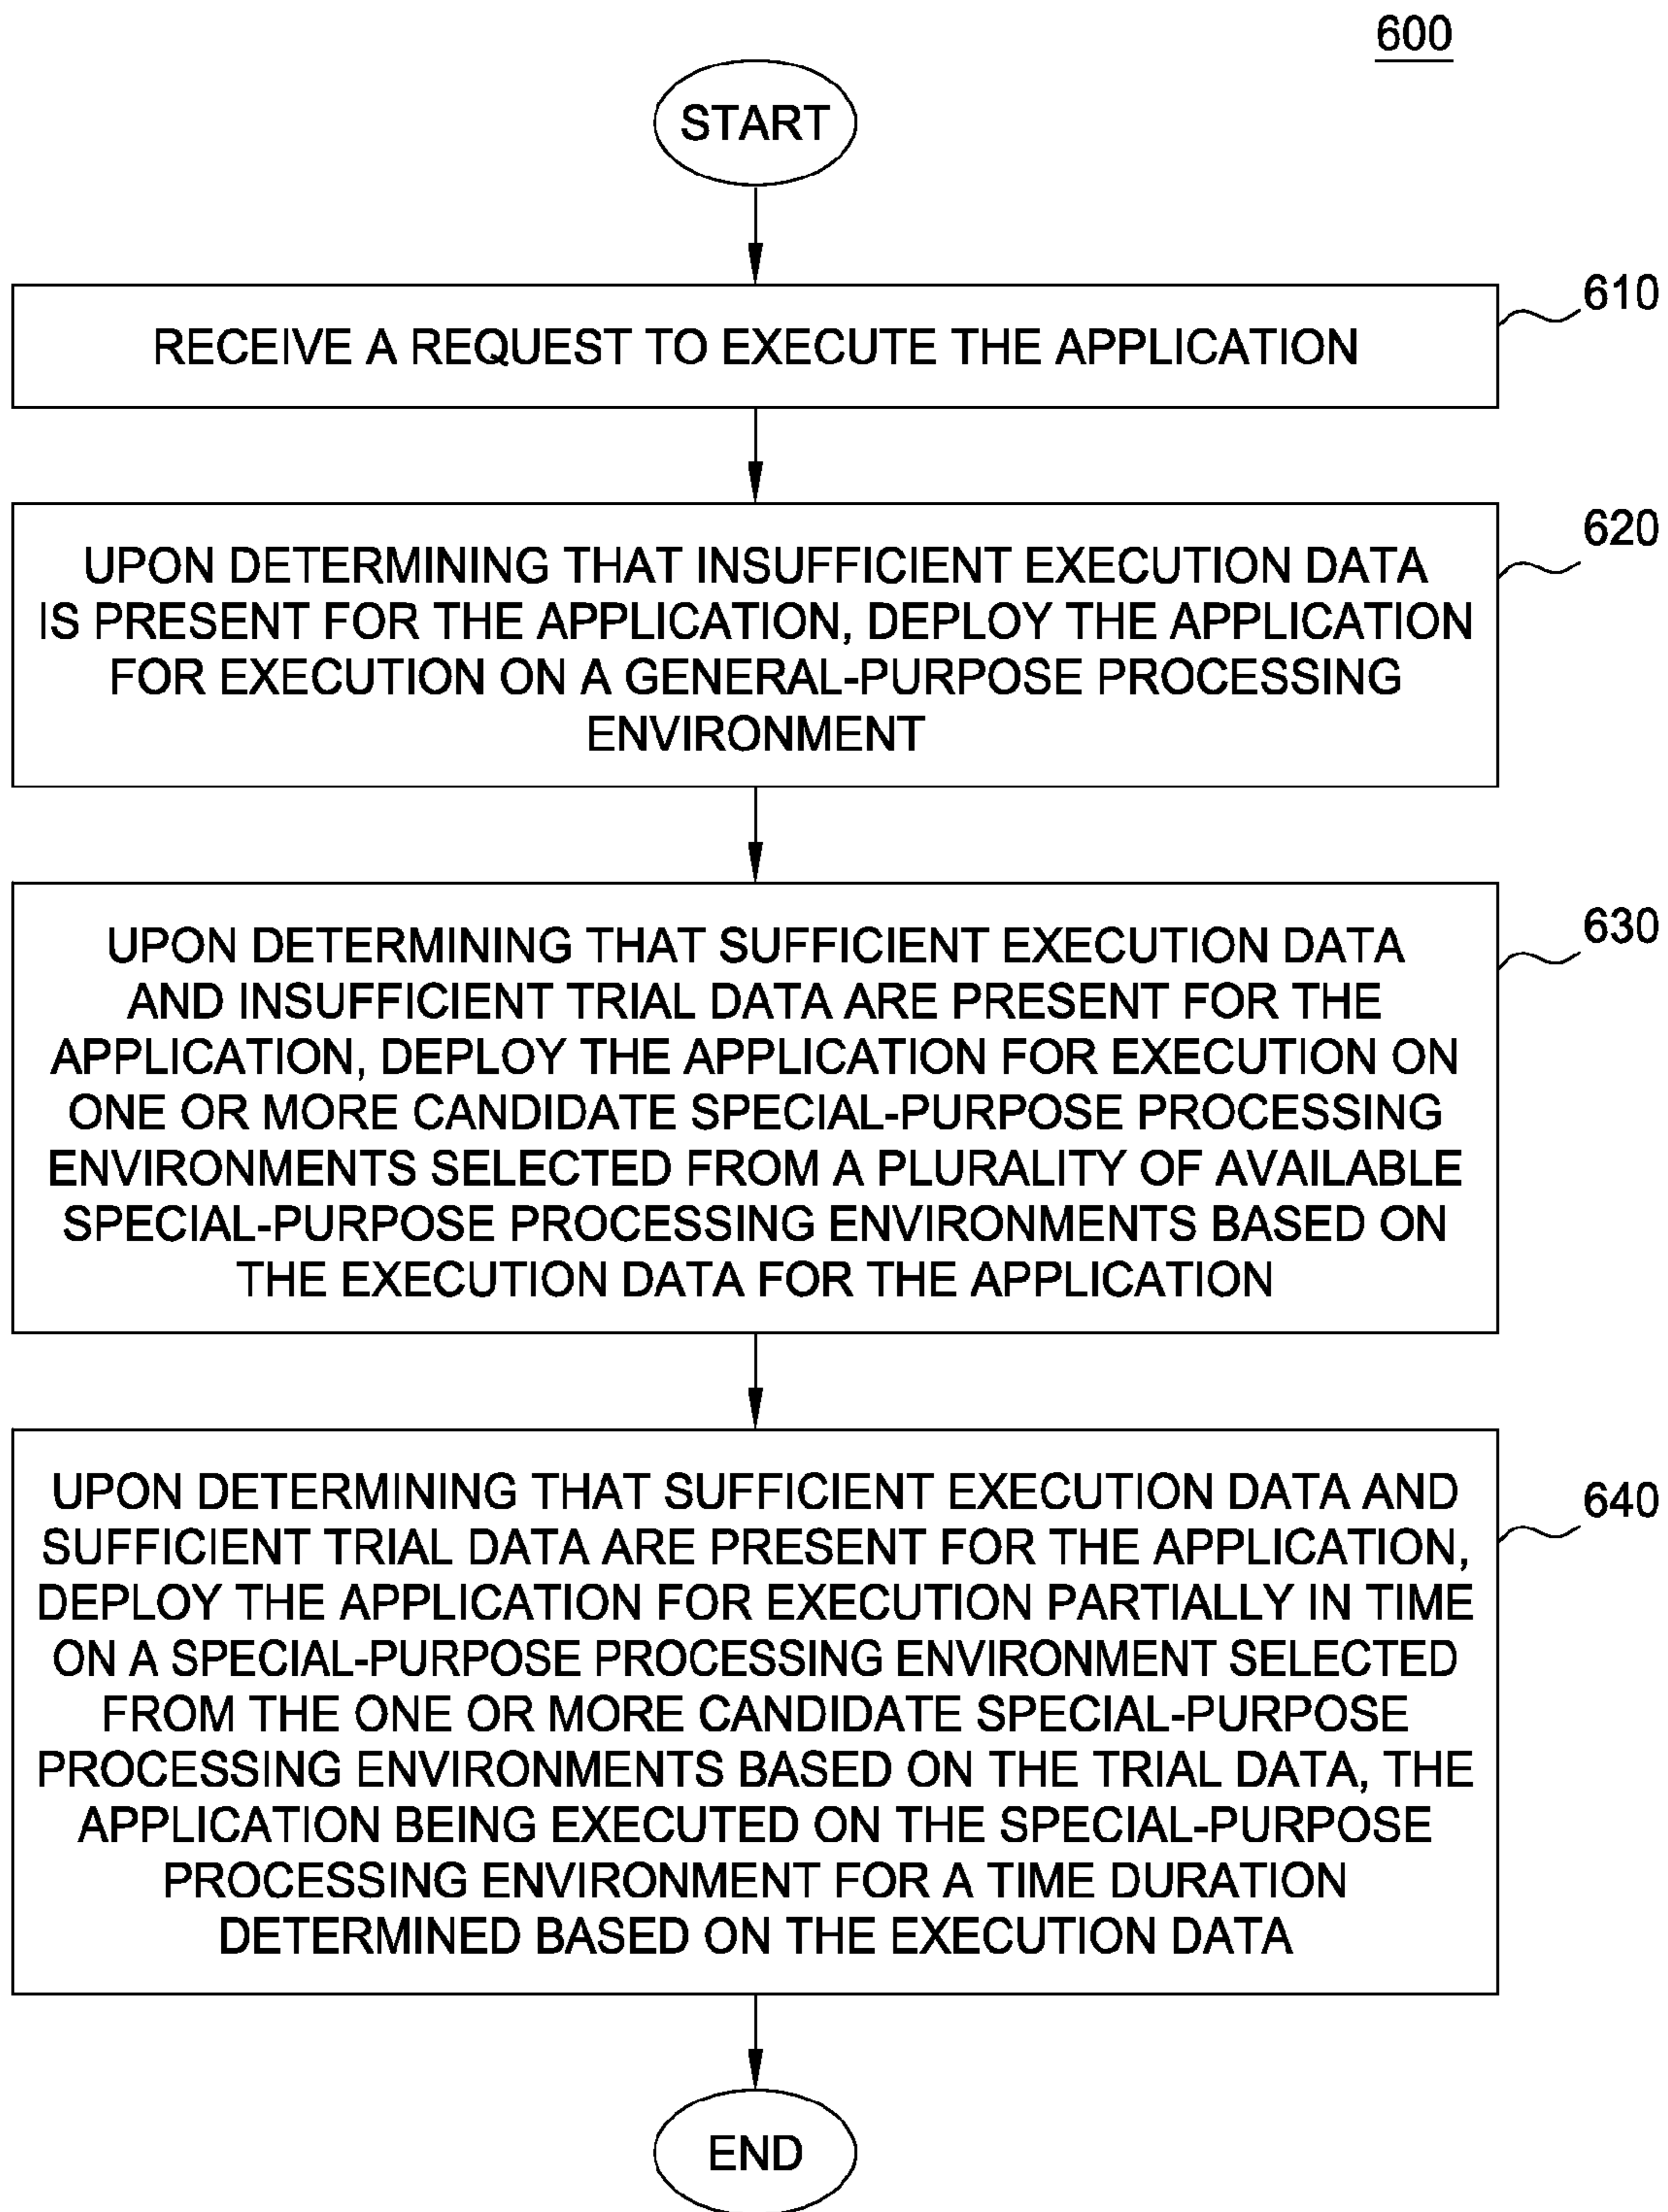 600
START
610
RECEIVE A REQUEST TO EXECUTE THE APPLICATION
620
UPON DETERMINING THAT INSUFFICIENT EXECUTION DATA
IS PRESENT FOR THE APPLICATION, DEPLOY THE APPLICATION
FOR EXECUTION ON A GENERAL-PURPOSE PROCESSING
ENVIRONMENT
630
UPON DETERMINING THAT SUFFICIENT EXECUTION DATA
AND INSUFFICIENT TRIAL DATA ARE PRESENT FOR THE
APPLICATION, DEPLOY THE APPLICATION FOR EXECUTION ON
ONE OR MORE CANDIDATE SPECIAL-PURPOSE PROCESSING
ENVIRONMENTS SELECTED FROM A PLURALITY OF AVAILABLE
SPECIAL-PURPOSE PROCESSING ENVIRONMENTS BASED ON
THE EXECUTION DATA FOR THE APPLICATION
640
UPON DETERMINING THAT SUFFICIENT EXECUTION DATA AND
SUFFICIENT TRIAL DATA ARE PRESENT FOR THE APPLICATION,
DEPLOY THE APPLICATION FOR EXECUTION PARTIALLY IN TIME
ON A SPECIAL-PURPOSE PROCESSING ENVIRONMENT SELECTED
FROM THE ONE OR MORE CANDIDATE SPECIAL-PURPOSE
PROCESSING ENVIRONMENTS BASED ON THE TRIAL DATA, THE
APPLICATION BEING EXECUTED ON THE SPECIAL-PURPOSE
PROCESSING ENVIRONMENT FOR A TIME DURATION
DETERMINED BASED ON THE EXECUTION DATA
END